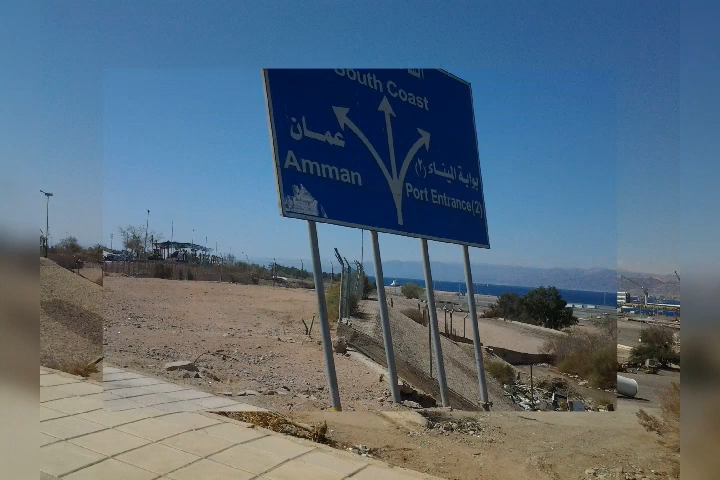 South Coast
عمان
Amman
بوابة الميناء (٢)
Port Entrance(2)